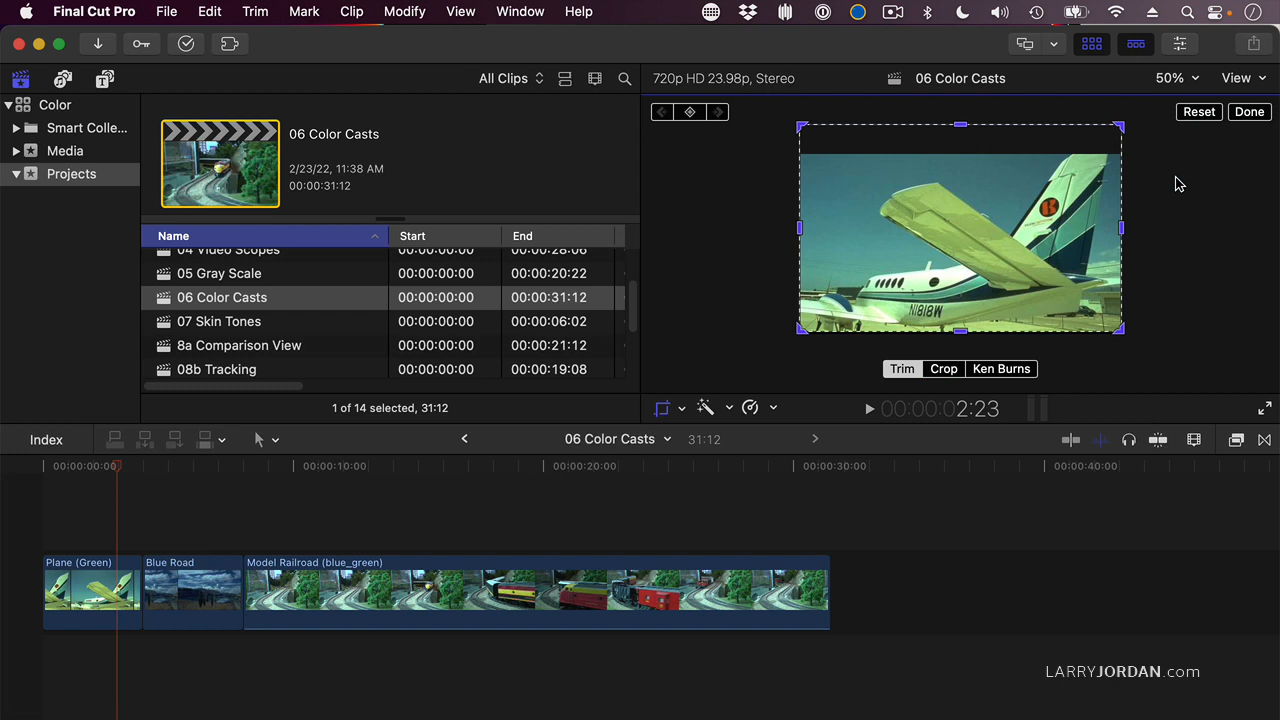 Final Cut Pro File Edit Trim Mark Clip Modify View Window Help
All Clips
720p HD 23.98p, Stereo
06 Color Casts
50%
View
Color
Smart Colle...
Media
Projects
06 Color Casts
2/23/22, 11:38 AM
00:00:31:12
Reset
Done
Name Start End
04 Video Scopes 00:00:00:00 00:00:28:06
05 Gray Scale 00:00:00:00 00:00:20:22
06 Color Casts 00:00:00:00 00:00:31:12
07 Skin Tones 00:00:00:00 00:00:06:02
8a Comparison View 00:00:00:00 00:00:21:12
08b Tracking 00:00:00:00 00:00:19:08
N1818W
Trim Crop Ken Burns
1 of 14 selected, 31:12
00:00:02:23
Index
06 Color Casts
31:12
00:00:00:00 00:00:10:00 00:00:20:00 00:00:30:00 00:00:40:00
Plane (Green) Blue Road Model Railroad (blue_green)
LARRYJORDAN.com